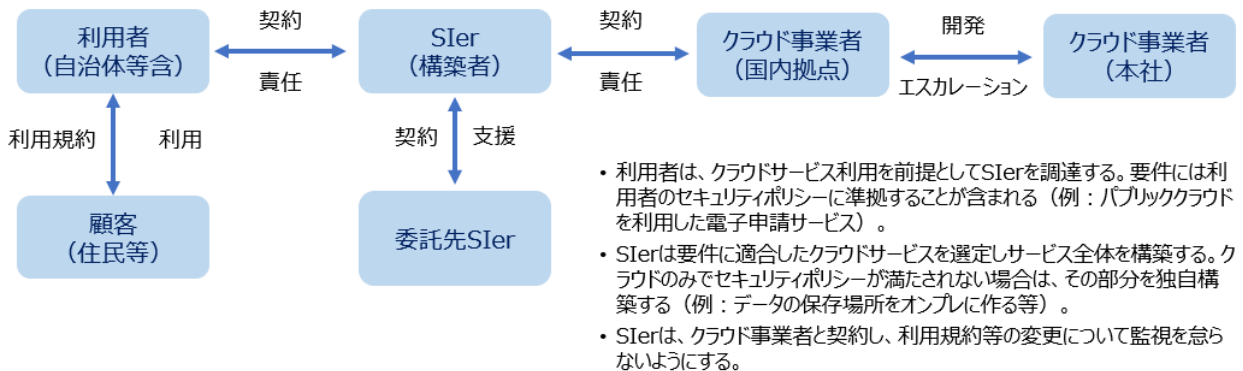 利用者
（自治体等含）
契約
責任
SIer
（構築者）
契約
責任
クラウド事業者
（国内拠点）
開発
エスカレーション
クラウド事業者
（本社）
利用規約
利用
契約
支援
顧客
（住民等）
委託先SIer
• 利用者は、クラウドサービス利用を前提としてSIerを調達する。要件には利
用者のセキュリティポリシーに準拠することが含まれる（例：パブリッククラウド
を利用した電子申請サービス）。
• SIerは要件に適合したクラウドサービスを選定しサービス全体を構築する。ク
ラウドのみでセキュリティポリシーが満たされない場合は、その部分を独自構
築する（例：データの保存場所をオンプレに作る等）。
• SIerは、クラウド事業者と契約し、利用規約等の変更について監視を怠ら
ないようにする。